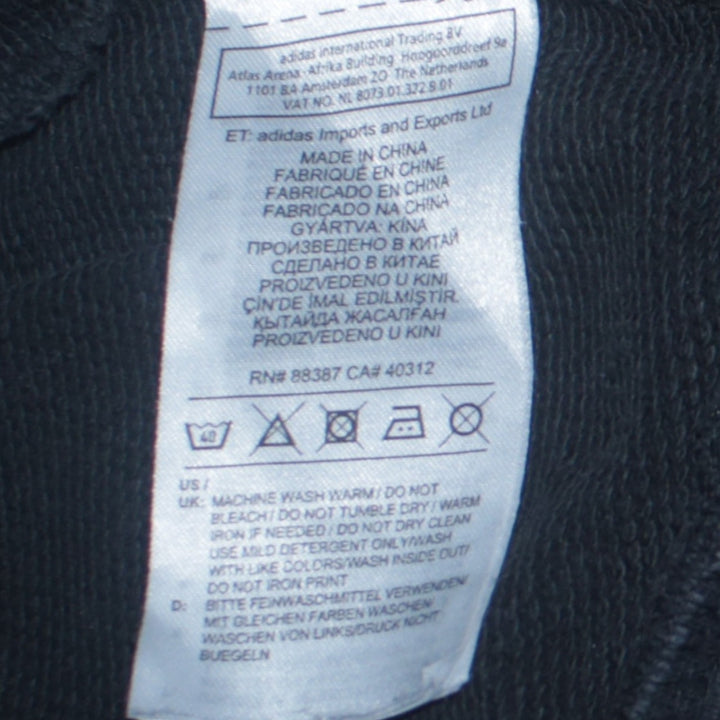 adidas International Trading BV
Atlas Arena Afrika Building Hoogoorddreef 9a
1101 BA Amsterdam ZO The Netherlands
VAT NO. NL 8073.01.372.B.01
ET: adidas Imports and Exports Ltd
MADE IN CHINA
FABRIQUÉ EN CHINE
FABRICADO EN CHINA
FABRICADO NA CHINA
GYÁRTVA: KÍNA
ПРОИЗВЕДЕНО В КИТАЙ
СДЕЛАНО В КИТАЕ
PROIZVEDENO U KINI
ÇİN'DE İMAL EDİLMİŞTİR.
ҚЫТАЙДА ЖАСАЛҒАН
PROIZVEDENO U KINI
RN# 88387 CA# 40312
40
US /
UK: MACHINE WASH WARM / DO NOT
BLEACH / DO NOT TUMBLE DRY / WARM
IRON IF NEEDED / DO NOT DRY CLEAN
USE MILD DETERGENT ONLY/WASH
WITH LIKE COLORS/WASH INSIDE OUT/
DO NOT IRON PRINT
D: BITTE FEINWASCHMITTEL VERWENDEN/
MIT GLEICHEN FARBEN WASCHEN/
WASCHEN VON LINKS/DRUCK NICHT
BUEGELN